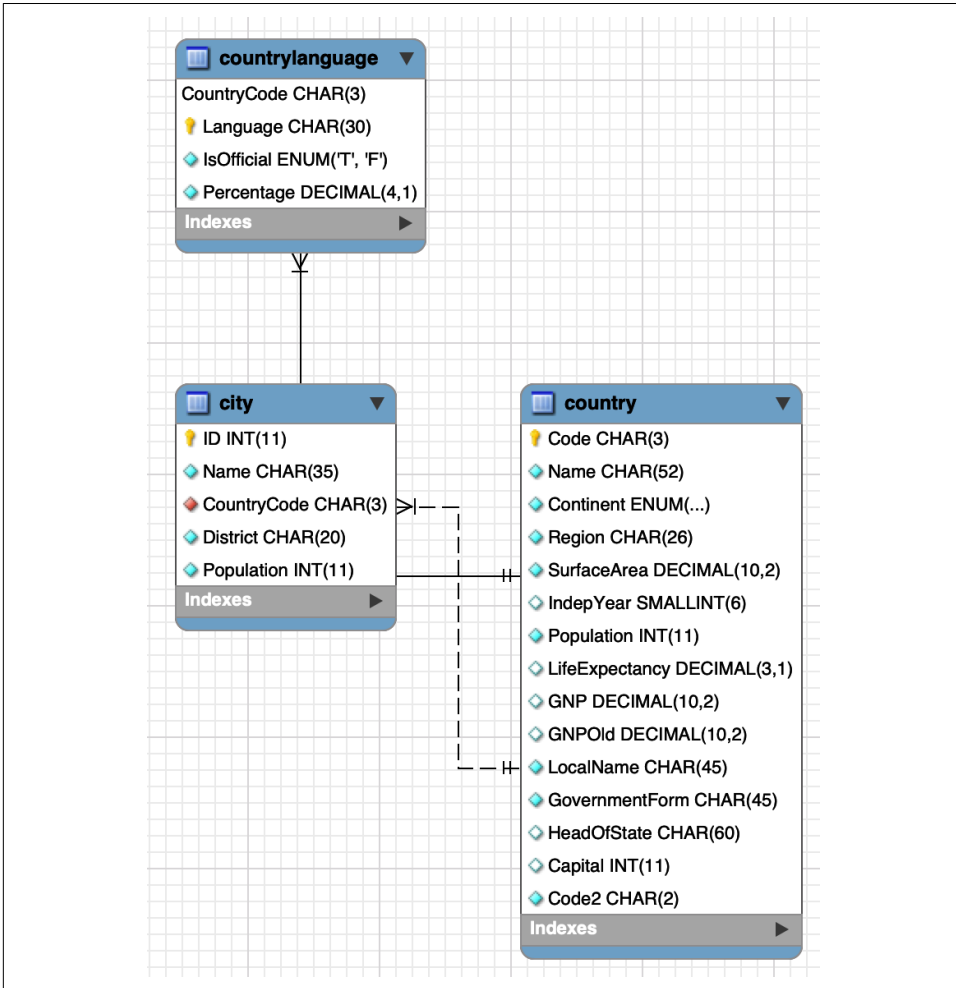 countrylanguage
CountryCode CHAR(3)
Language CHAR(30)
IsOfficial ENUM('T', 'F')
Percentage DECIMAL(4,1)
Indexes
city
ID INT(11)
Name CHAR(35)
CountryCode CHAR(3)
District CHAR(20)
Population INT(11)
Indexes
country
Code CHAR(3)
Name CHAR(52)
Continent ENUM(...)
Region CHAR(26)
SurfaceArea DECIMAL(10,2)
IndepYear SMALLINT(6)
Population INT(11)
LifeExpectancy DECIMAL(3,1)
GNP DECIMAL(10,2)
GNPOld DECIMAL(10,2)
LocalName CHAR(45)
GovernmentForm CHAR(45)
HeadOfState CHAR(60)
Capital INT(11)
Code2 CHAR(2)
Indexes